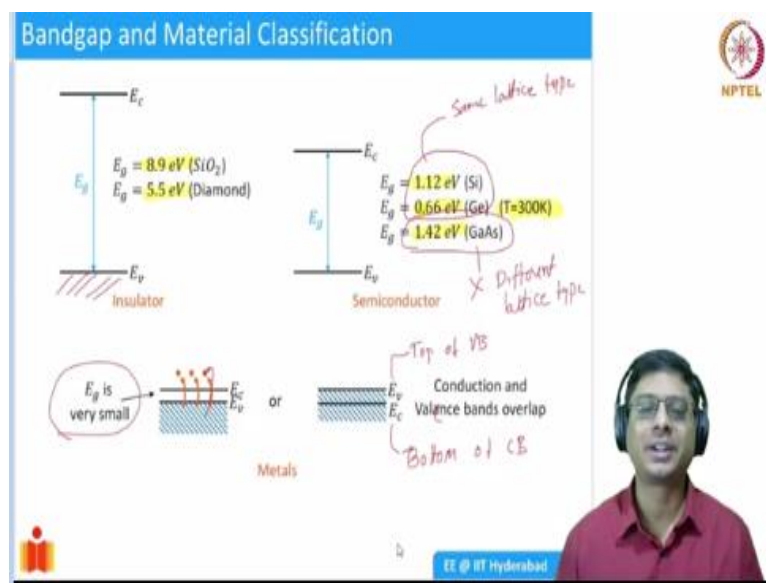 Bandgap and Material Classification
NPTEL
Same lattice type
E_c
E_g
E_g = 8.9 eV (SiO₂)
E_g = 5.5 eV (Diamond)
E_v
Insulator
E_c
E_g
E_g = 1.12 eV (Si)
E_g = 0.66 eV (Ge) (T=300K)
E_g = 1.42 eV (GaAs)
E_v
Semiconductor
X Different
lattice type
E_g is
very small
E_c
E_v
or
Top of VB
E_v
E_c
Conduction and
Valance bands overlap
Bottom of CB
Metals
EE @ IIT Hyderabad